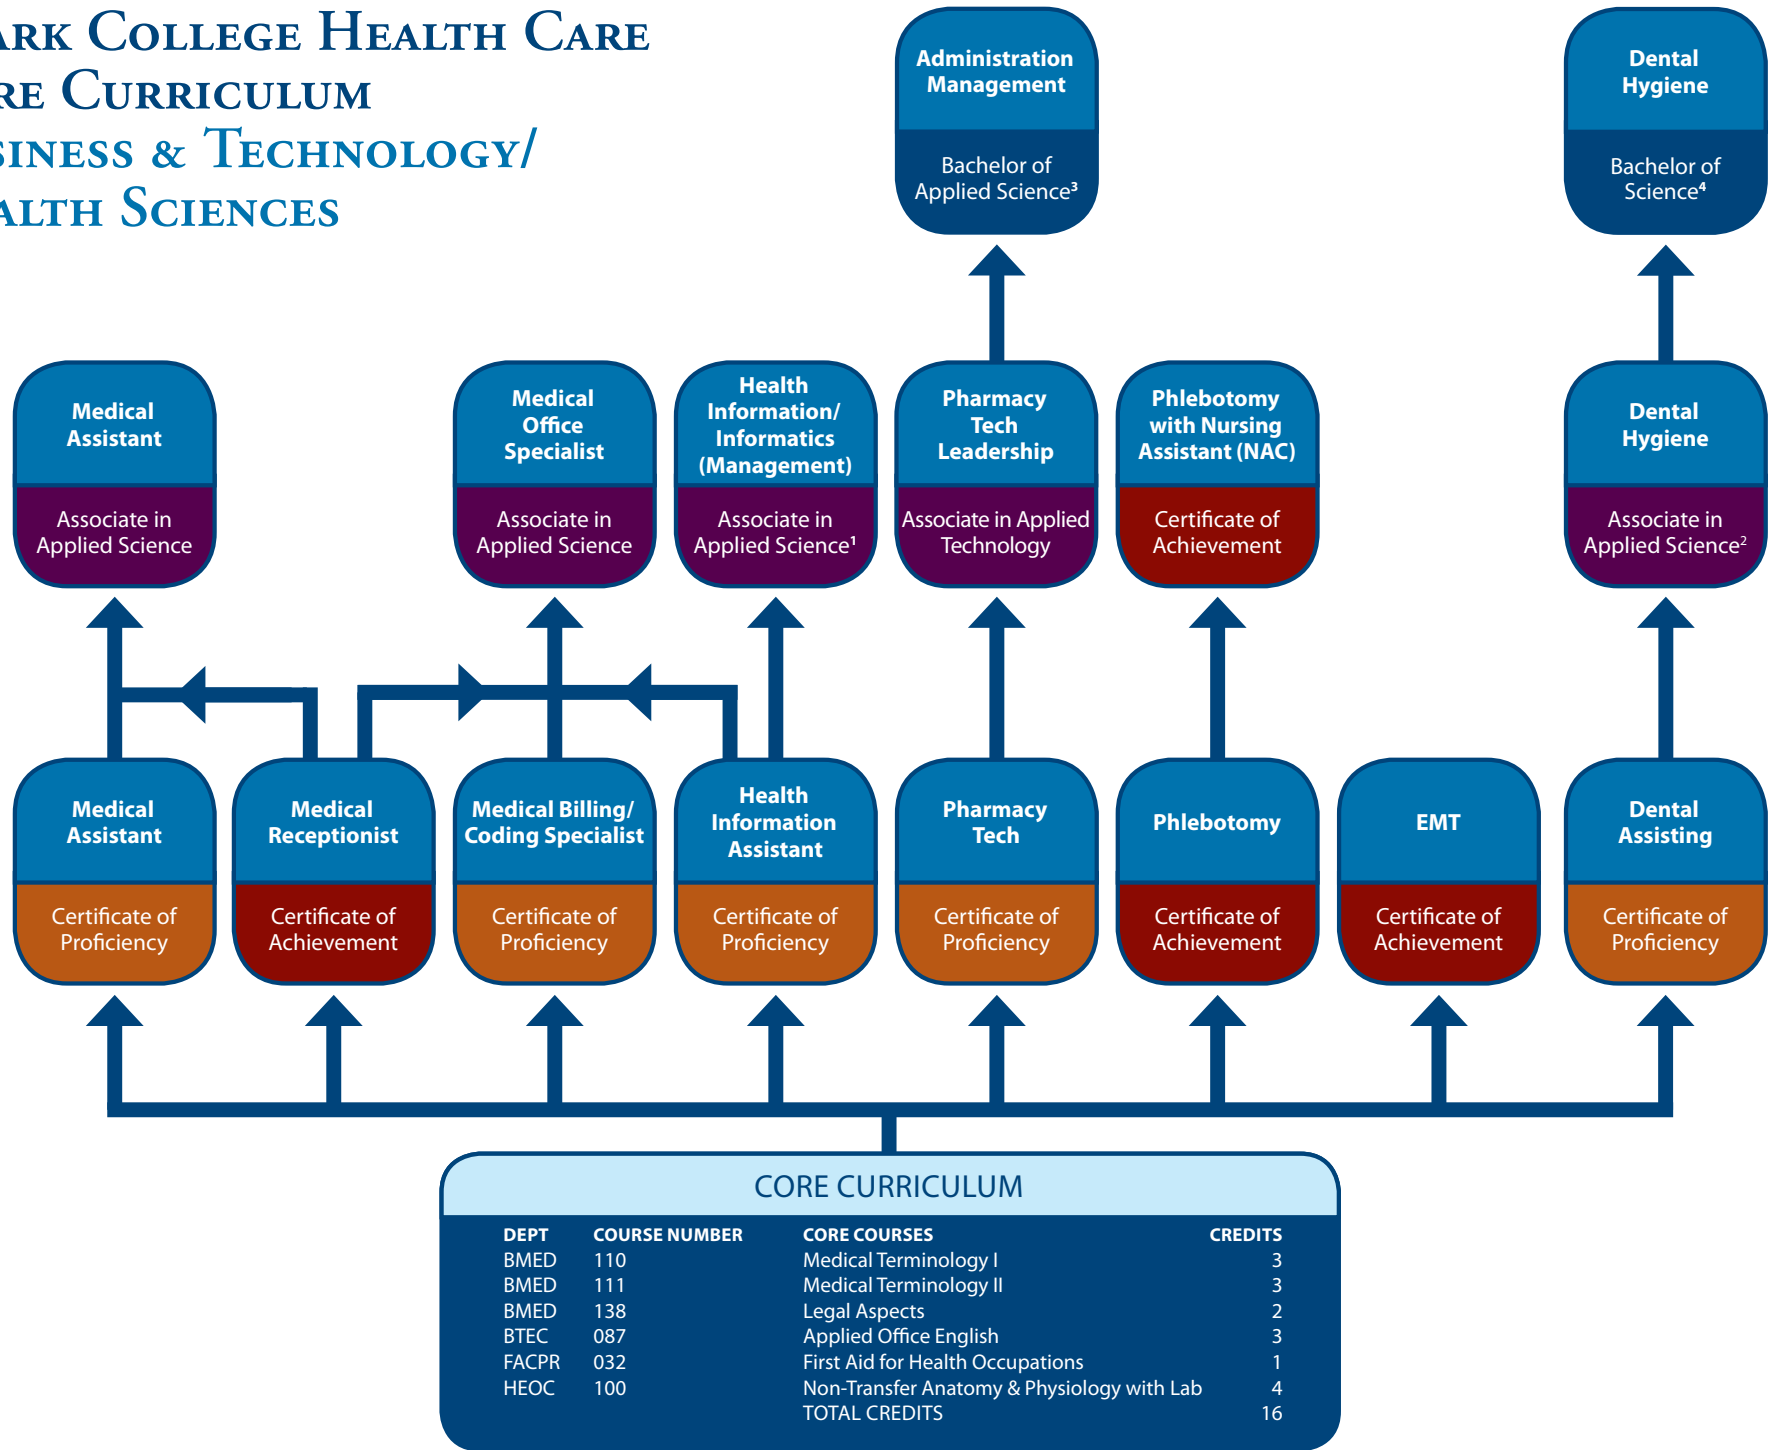 ARK COLLEGE HEALTH CARE
RE CURRICULUM
SINESS & TECHNOLOGY/
ALTH SCIENCES
Administration
Management
Bachelor of
Applied Science³
Dental
Hygiene
Bachelor of
Science⁴
Medical
Assistant
Associate in
Applied Science
Medical
Office
Specialist
Associate in
Applied Science
Health
Information/
Informatics
(Management)
Associate in
Applied Science¹
Pharmacy
Tech
Leadership
Associate in Applied
Technology
Phlebotomy
with Nursing
Assistant (NAC)
Certificate of
Achievement
Dental
Hygiene
Associate in
Applied Science²
Medical
Assistant
Certificate of
Proficiency
Medical
Receptionist
Certificate of
Achievement
Medical Billing/
Coding Specialist
Certificate of
Proficiency
Health
Information
Assistant
Certificate of
Proficiency
Pharmacy
Tech
Certificate of
Proficiency
Phlebotomy
Certificate of
Achievement
EMT
Certificate of
Achievement
Dental
Assisting
Certificate of
Proficiency
CORE CURRICULUM
DEPT COURSE NUMBER CORE COURSES CREDITS
BMED 110 Medical Terminology I 3
BMED 111 Medical Terminology II 3
BMED 138 Legal Aspects 2
BTEC 087 Applied Office English 3
FACPR 032 First Aid for Health Occupations 1
HEOC 100 Non-Transfer Anatomy & Physiology with Lab 4
TOTAL CREDITS 16